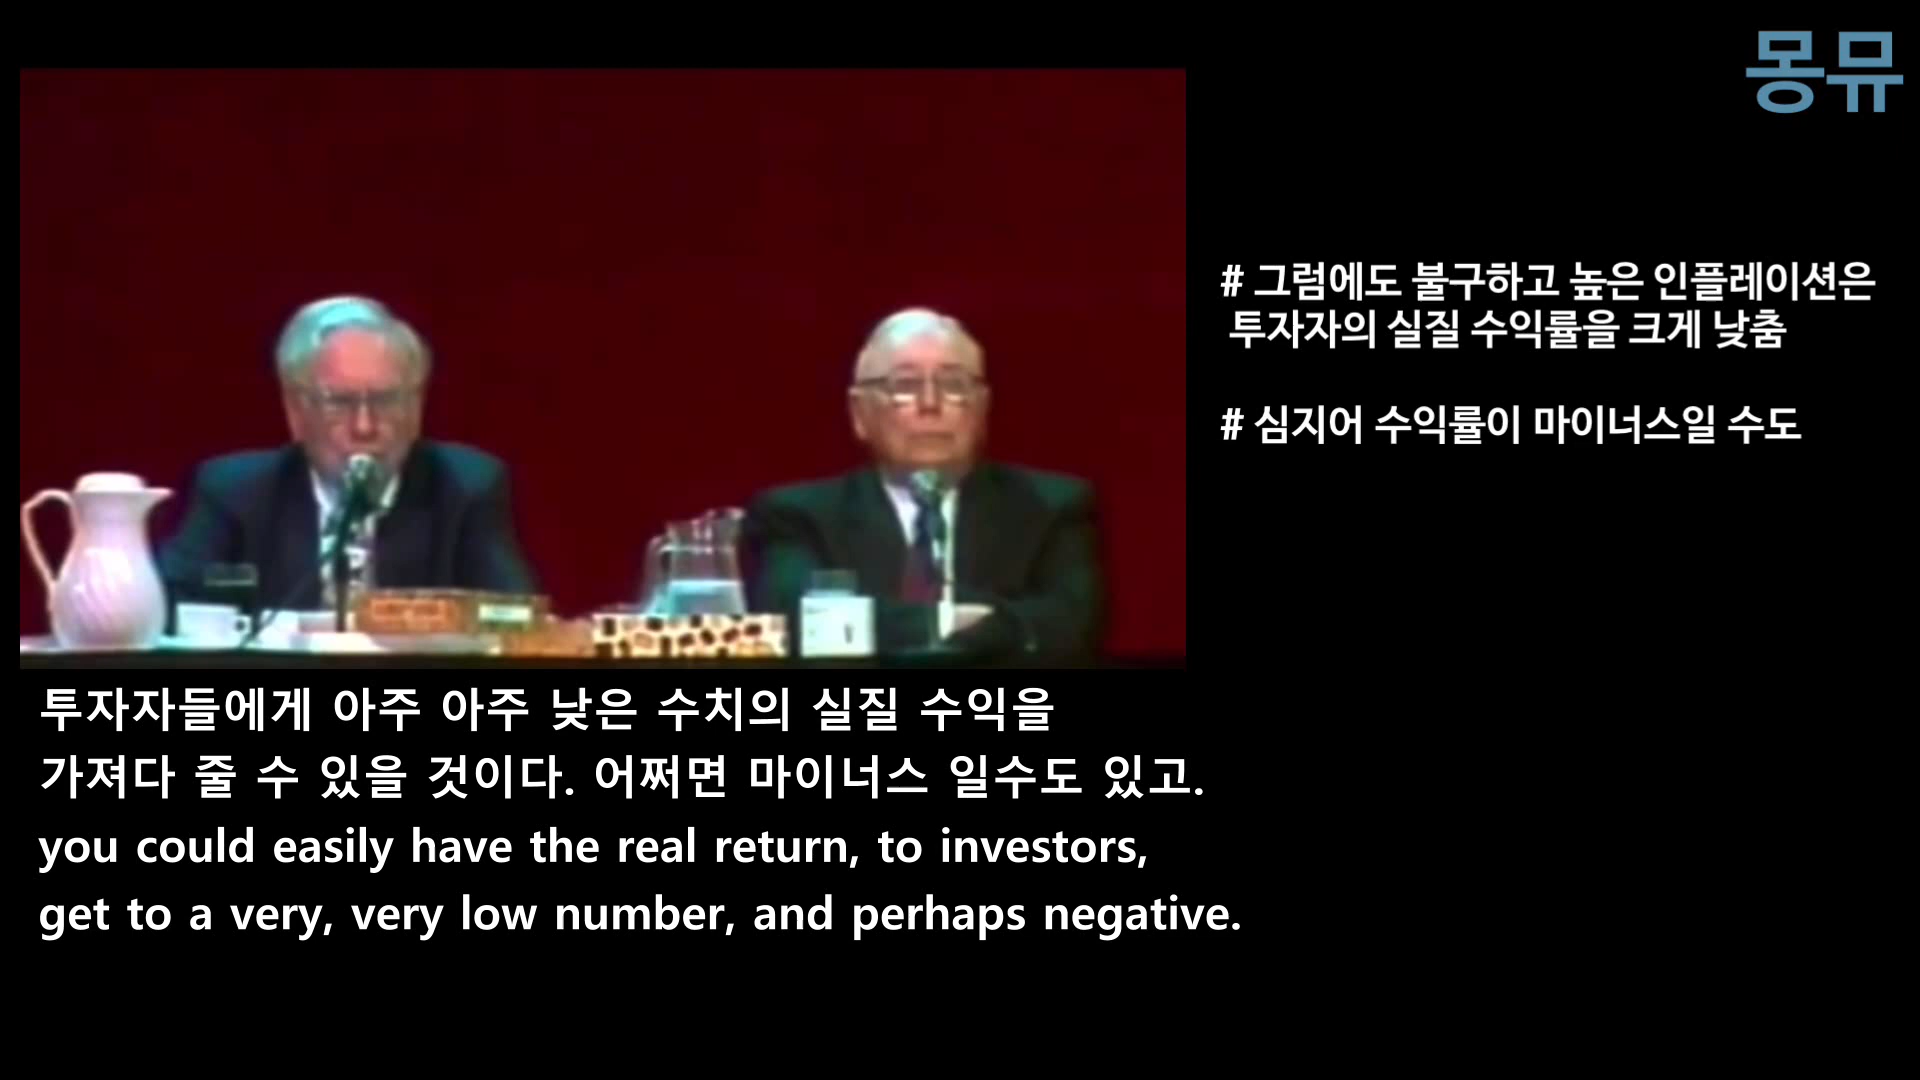 몽뮤
# 그럼에도 불구하고 높은 인플레이션은
투자자의 실질 수익률을 크게 낮춤
# 심지어 수익률이 마이너스일 수도
투자자들에게 아주 아주 낮은 수치의 실질 수익을
가져다 줄 수 있을 것이다. 어쩌면 마이너스 일수도 있고.
you could easily have the real return, to investors,
get to a very, very low number, and perhaps negative.